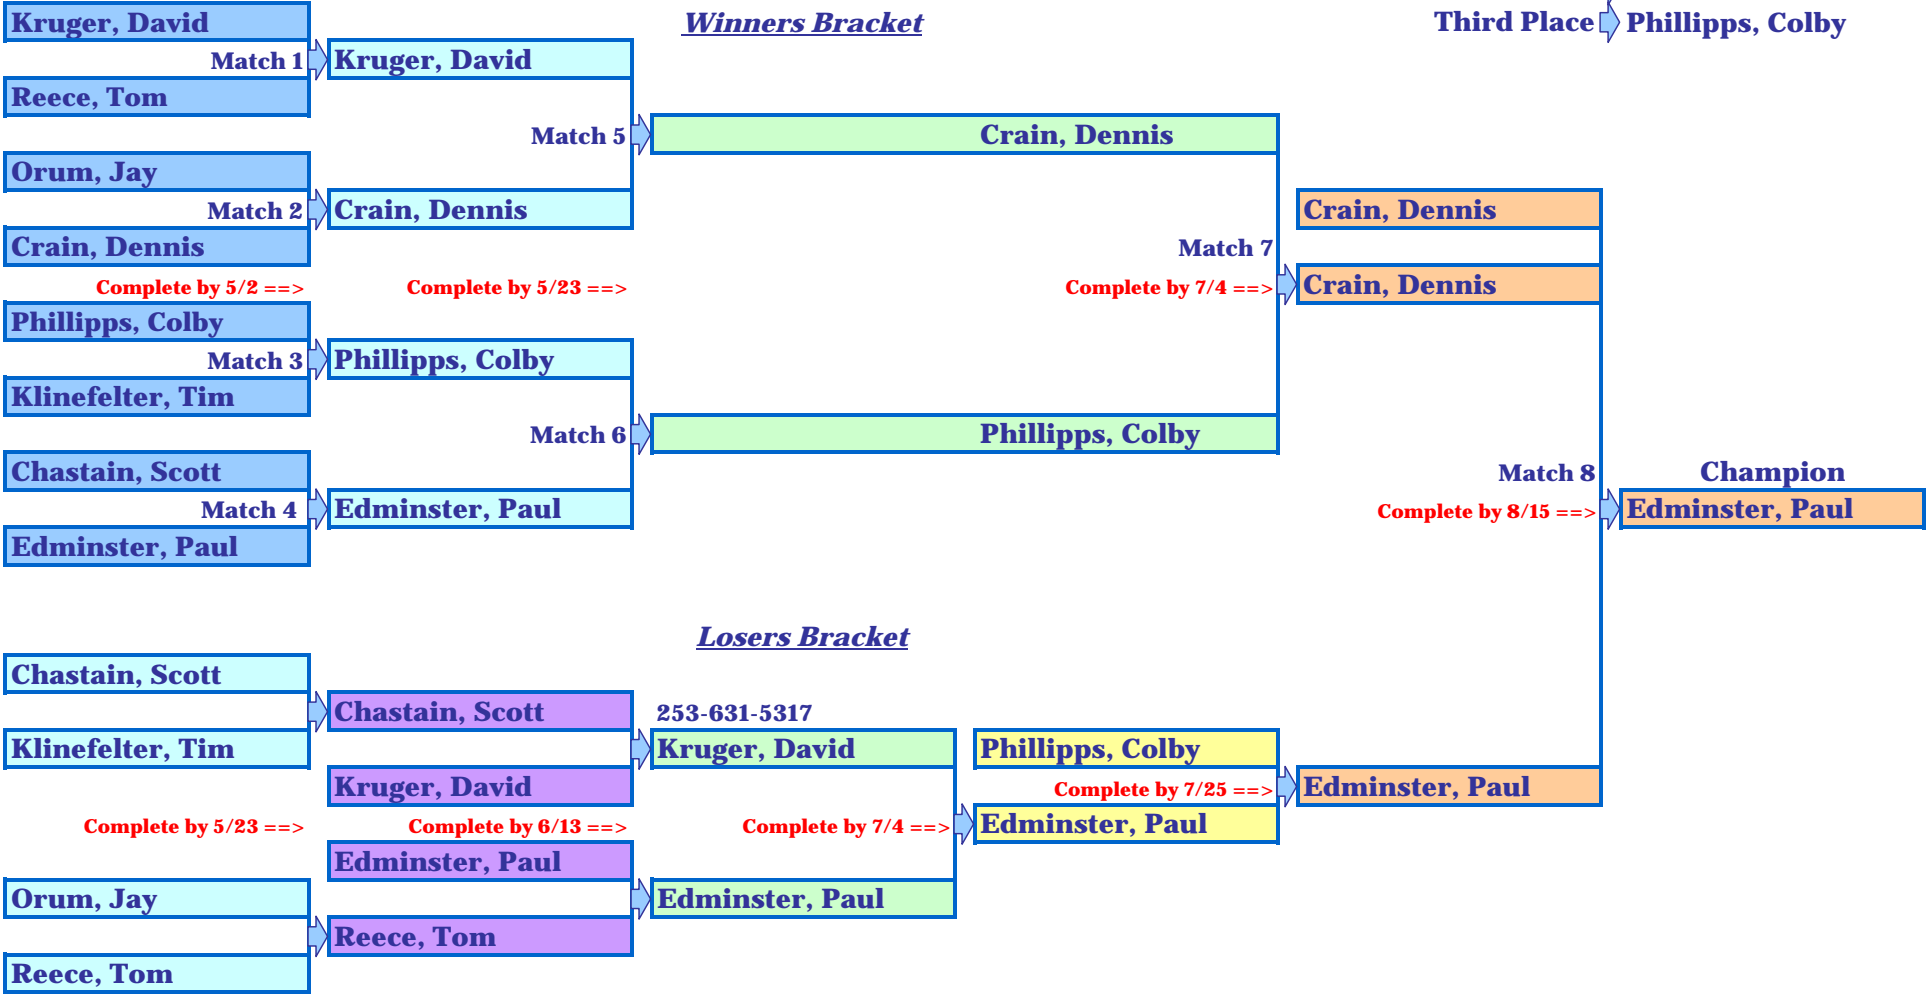 Kruger, David
Winners Bracket
Third Place
Phillipps, Colby
Match 1
Kruger, David
Reece, Tom
Match 5
Crain, Dennis
Orum, Jay
Match 2
Crain, Dennis
Crain, Dennis
Crain, Dennis
Match 7
Complete by 5/2 ==>
Complete by 5/23 ==>
Complete by 7/4 ==>
Crain, Dennis
Phillipps, Colby
Match 3
Phillipps, Colby
Klinefelter, Tim
Match 6
Phillipps, Colby
Chastain, Scott
Match 8
Champion
Match 4
Edminster, Paul
Complete by 8/15 ==>
Edminster, Paul
Edminster, Paul
Losers Bracket
Chastain, Scott
Chastain, Scott
253-631-5317
Klinefelter, Tim
Kruger, David
Phillipps, Colby
Kruger, David
Complete by 7/25 ==>
Edminster, Paul
Complete by 5/23 ==>
Complete by 6/13 ==>
Complete by 7/4 ==>
Edminster, Paul
Edminster, Paul
Orum, Jay
Edminster, Paul
Reece, Tom
Reece, Tom